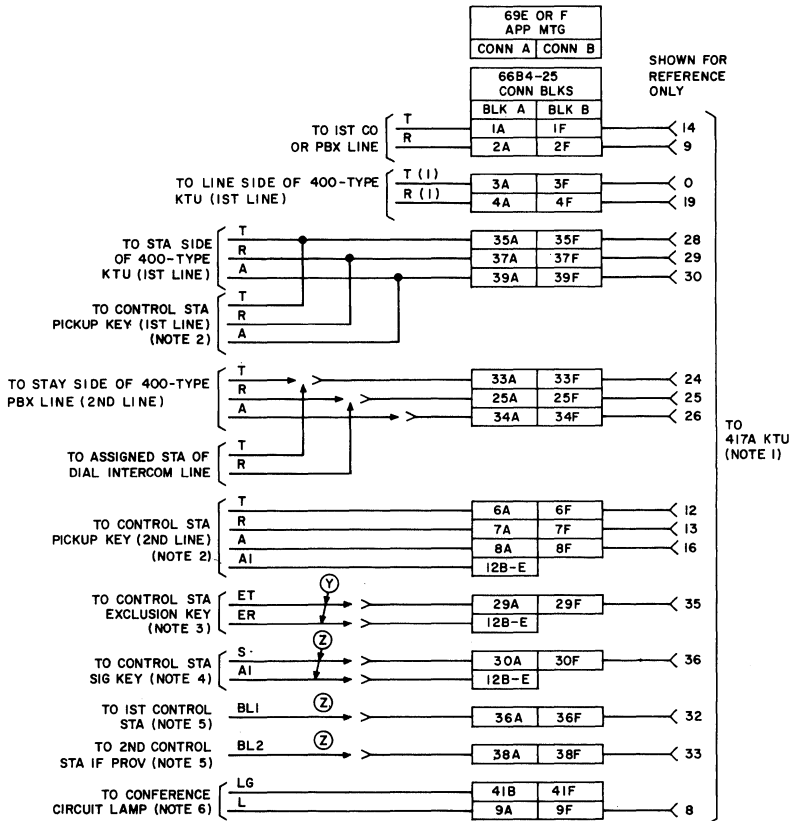 69E OR F
APP MTG
CONN A CONN B
SHOWN FOR
REFERENCE
ONLY
66B4-25
CONN BLKS
BLK A BLK B
TO 1ST CO
OR PBX LINE
T 1A 1F 14
R 2A 2F 9
TO LINE SIDE OF 400-TYPE
KTU (1ST LINE)
T (1) 3A 3F 0
R (1) 4A 4F 19
TO STA SIDE
OF 400-TYPE
KTU (1ST LINE)
T 35A 35F 28
R 37A 37F 29
A 39A 39F 30
TO CONTROL STA
PICKUP KEY (1ST LINE)
(NOTE 2)
T
R
A
TO STAY SIDE OF 400-TYPE
PBX LINE (2ND LINE)
T 33A 33F 24
R 25A 25F 25
A 34A 34F 26
TO
417A KTU
(NOTE 1)
TO ASSIGNED STA OF
DIAL INTERCOM LINE
T
R
TO CONTROL STA
PICKUP KEY (2ND LINE)
(NOTE 2)
T 6A 6F 12
R 7A 7F 13
A 8A 8F 16
A1 12B-E
TO CONTROL STA
EXCLUSION KEY
(NOTE 3)
Y
ET 29A 29F 35
ER 12B-E
TO CONTROL STA
SIG KEY (NOTE 4)
Z
S 30A 30F 36
A1 12B-E
TO 1ST CONTROL
STA (NOTE 5)
BL1 Z 36A 36F 32
TO 2ND CONTROL
STA IF PROV (NOTE 5)
BL2 Z 38A 38F 33
TO CONFERENCE
CIRCUIT LAMP (NOTE 6)
LG 41B 41F
L 9A 9F 8